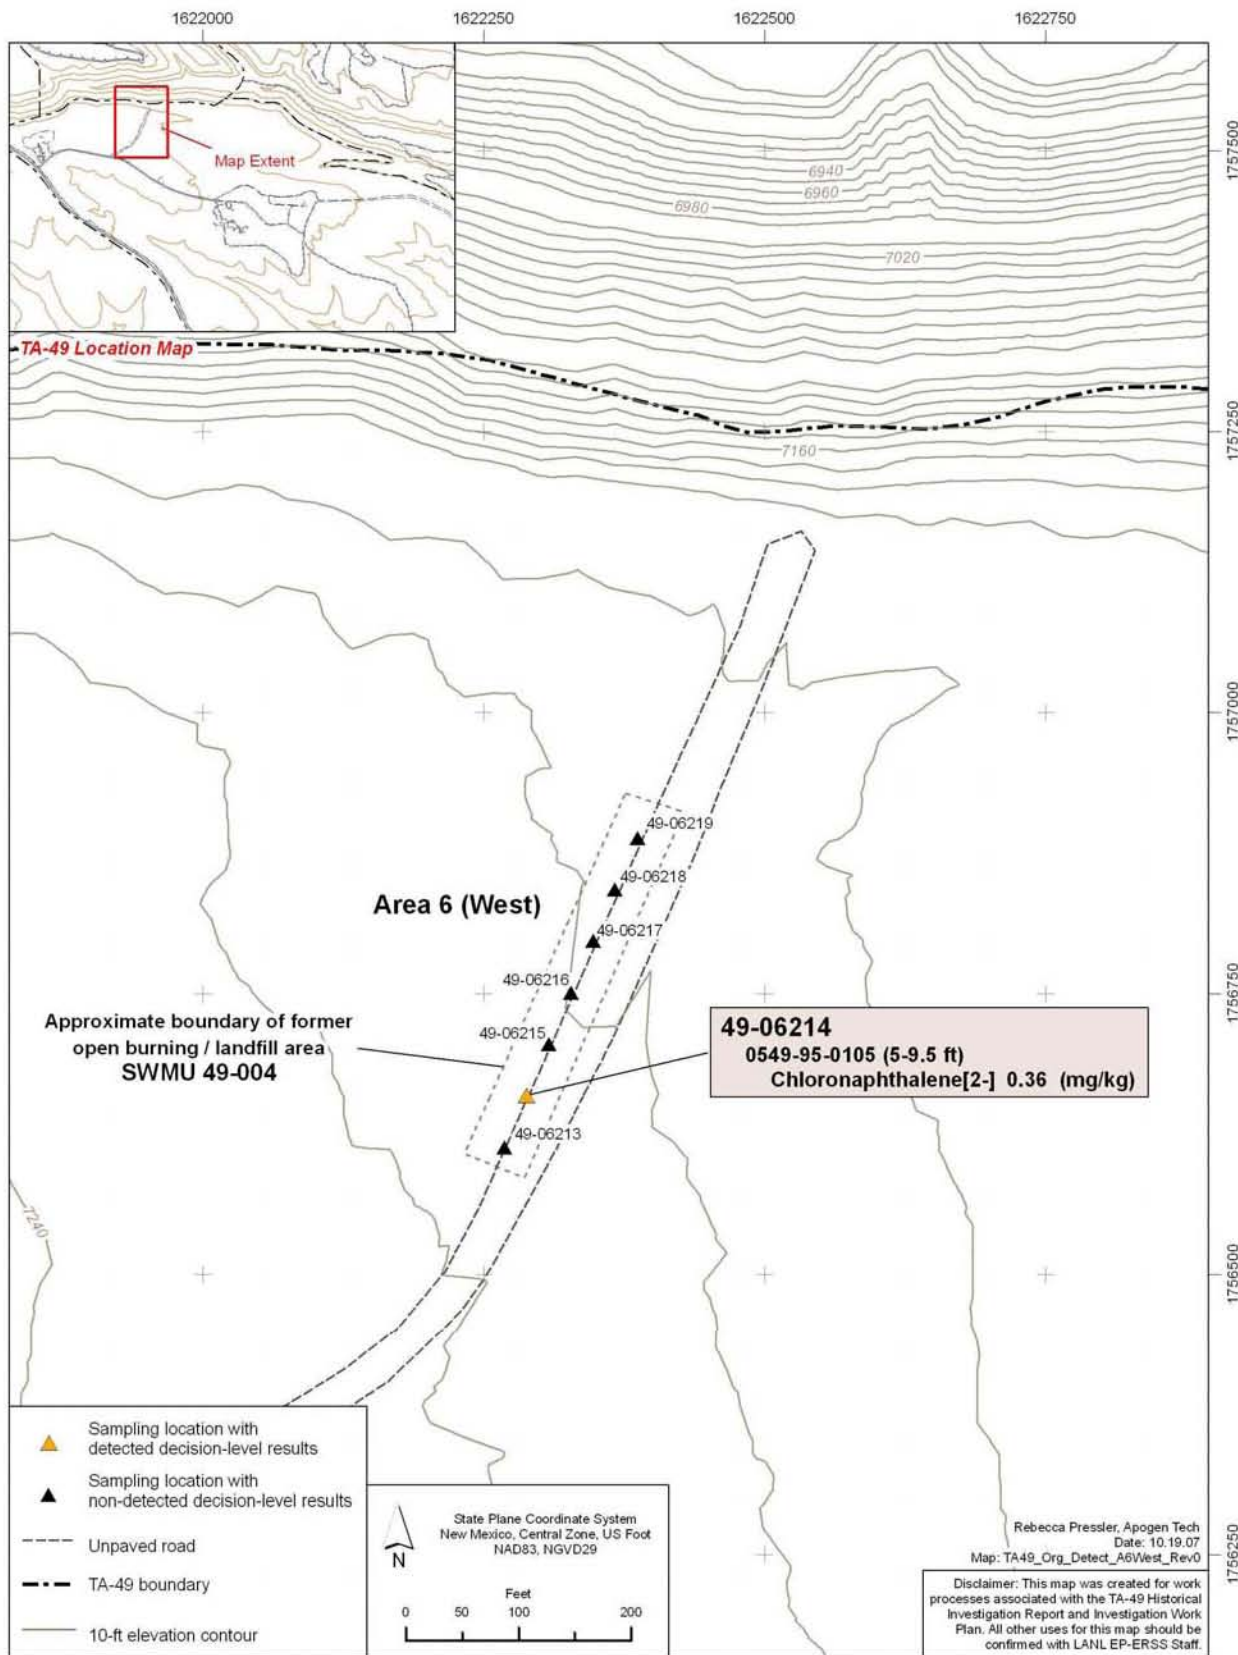 1622000
1622250
1622500
1622750
Map Extent
TA-49 Location Map
6940
6960
6980
7020
7160
1757500
1757250
1757000
1756750
1756500
1756250
49-06219
49-06218
Area 6 (West)
49-06217
49-06216
49-06215
Approximate boundary of former
open burning / landfill area
SWMU 49-004
49-06214
0549-95-0105 (5-9.5 ft)
Chloronaphthalene[2-] 0.36 (mg/kg)
49-06213
7240
Sampling location with
detected decision-level results
Sampling location with
non-detected decision-level results
Unpaved road
TA-49 boundary
10-ft elevation contour
N
State Plane Coordinate System
New Mexico, Central Zone, US Foot
NAD83, NGVD29
Feet
0 50 100 200
Rebecca Pressler, Apogen Tech
Date: 10.19.07
Map: TA49_Org_Detect_A6West_Rev0
Disclaimer: This map was created for work
processes associated with the TA-49 Historical
Investigation Report and Investigation Work
Plan. All other uses for this map should be
confirmed with LANL EP-ERSS Staff.